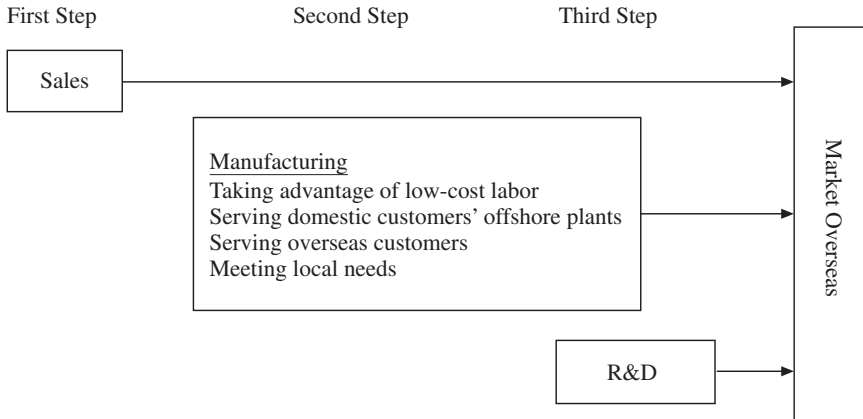 First Step
Second Step
Third Step
Sales
Manufacturing
Taking advantage of low-cost labor
Serving domestic customers’ offshore plants
Serving overseas customers
Meeting local needs
R&D
Market Overseas